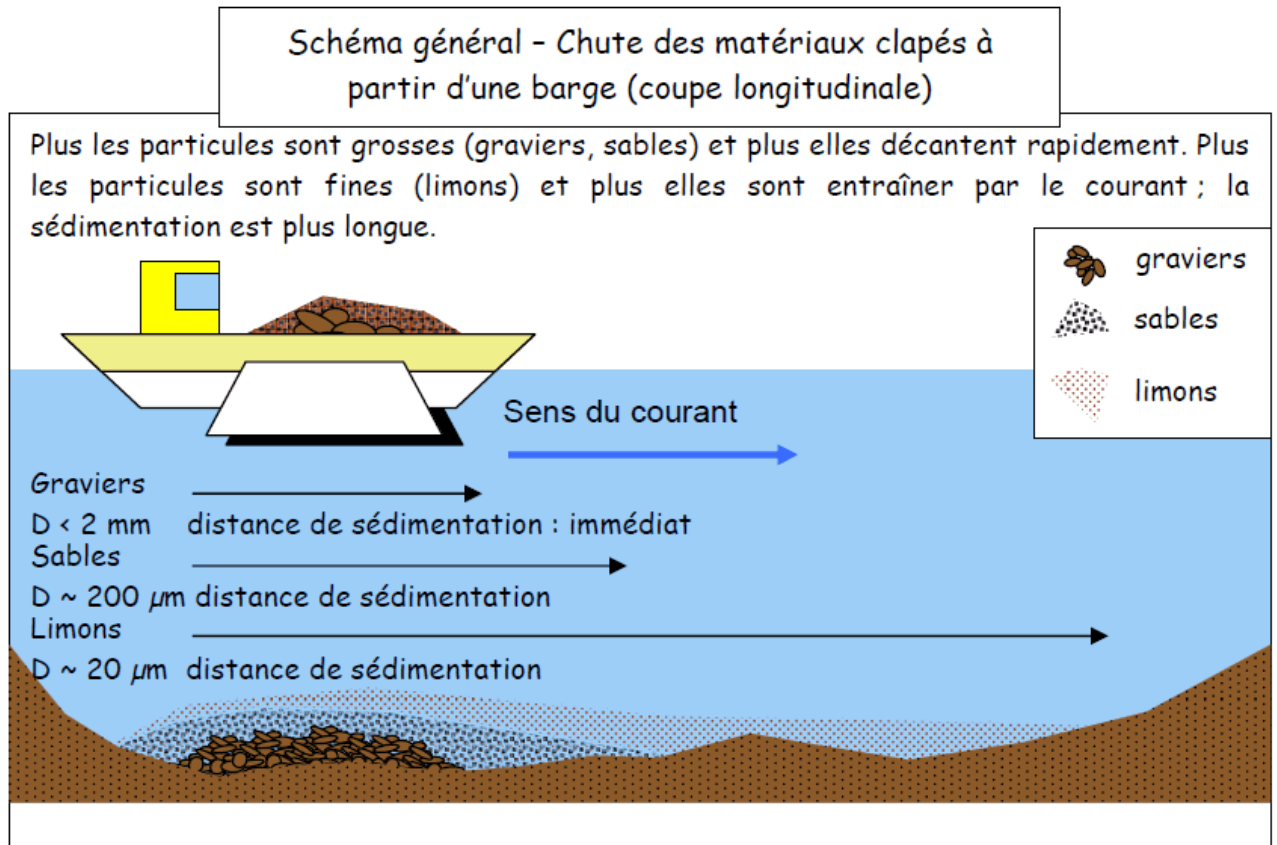 Schéma général – Chute des matériaux clapés à
partir d'une barge (coupe longitudinale)
Plus les particules sont grosses (graviers, sables) et plus elles décantent rapidement. Plus
les particules sont fines (limons) et plus elles sont entraîner par le courant ; la
sédimentation est plus longue.
graviers
sables
limons
Sens du courant
Graviers
D < 2 mm distance de sédimentation : immédiat
Sables
D ~ 200 µm distance de sédimentation
Limons
D ~ 20 µm distance de sédimentation